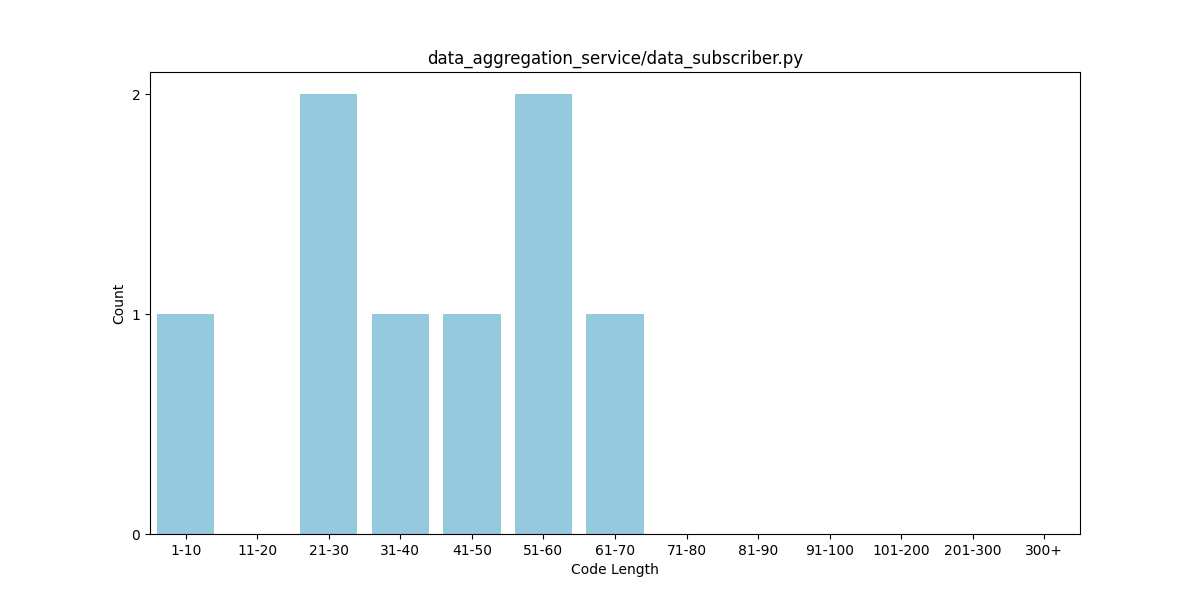 data_aggregation_service/data_subscriber.py
Count
2
1
0
1-10 11-20 21-30 31-40 41-50 51-60 61-70 71-80 81-90 91-100 101-200 201-300 300+
Code Length